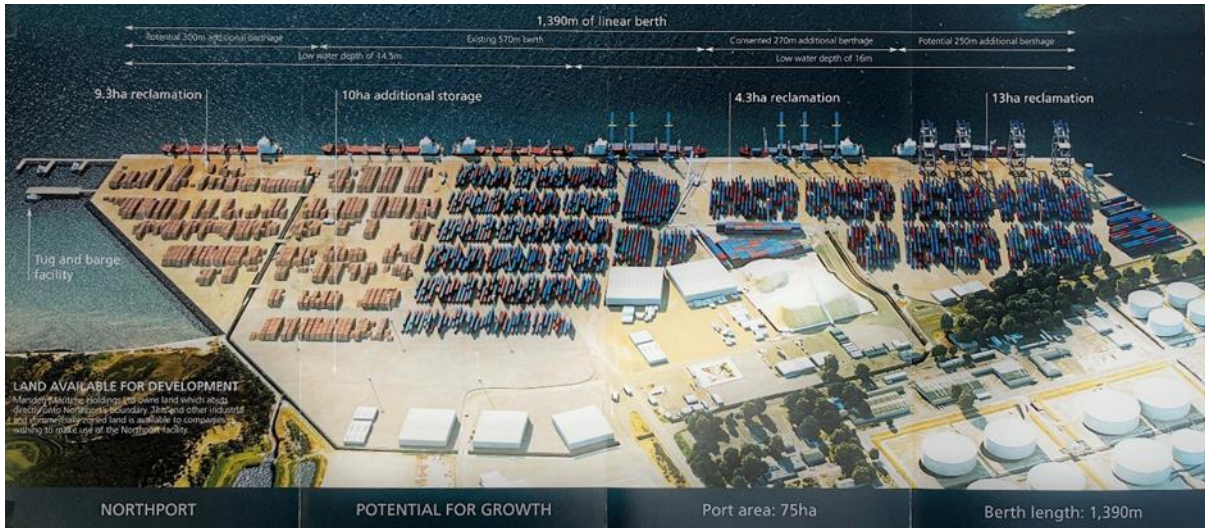 1,390m of linear berth
Potential 300m additional berthage
Existing 570m berth
Consented 270m additional berthage
Potential 250m additional berthage
Low water depth of 14.5m
Low water depth of 16m
9.3ha reclamation
10ha additional storage
4.3ha reclamation
13ha reclamation
Tug and barge
facility
LAND AVAILABLE FOR DEVELOPMENT
Marsden Maritime Holdings Ltd owns land which abuts
directly onto Northport's boundary. This and other industrial
and commercially zoned land is available to companies
wishing to make use of the Northport facility.
NORTHPORT
POTENTIAL FOR GROWTH
Port area: 75ha
Berth length: 1,390m